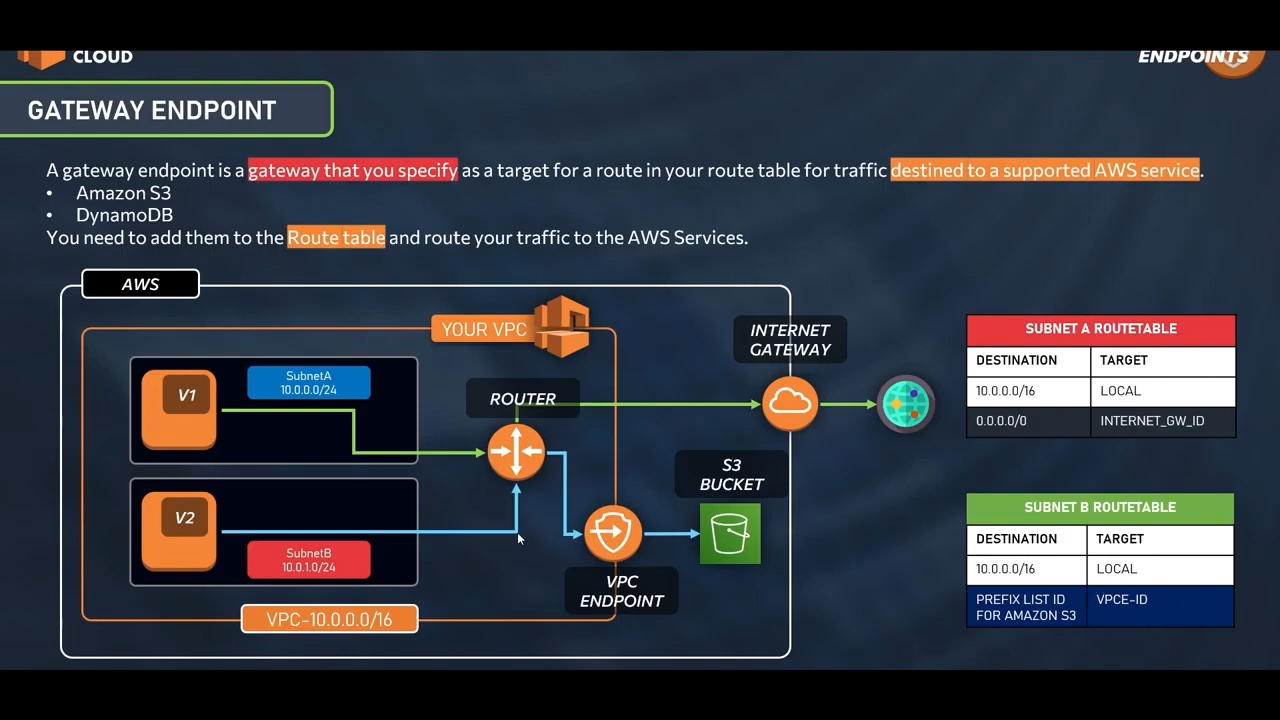 CLOUD
ENDPOINTS
GATEWAY ENDPOINT
A gateway endpoint is a gateway that you specify as a target for a route in your route table for traffic destined to a supported AWS service.
• Amazon S3
• DynamoDB
You need to add them to the Route table and route your traffic to the AWS Services.
AWS
YOUR VPC
INTERNET
GATEWAY
V1
SubnetA
10.0.0.0/24
ROUTER
S3
BUCKET
V2
SubnetB
10.0.1.0/24
VPC
ENDPOINT
VPC-10.0.0.0/16
SUBNET A ROUTETABLE
DESTINATION TARGET
10.0.0.0/16 LOCAL
0.0.0.0/0 INTERNET_GW_ID
SUBNET B ROUTETABLE
DESTINATION TARGET
10.0.0.0/16 LOCAL
PREFIX LIST ID VPCE-ID
FOR AMAZON S3